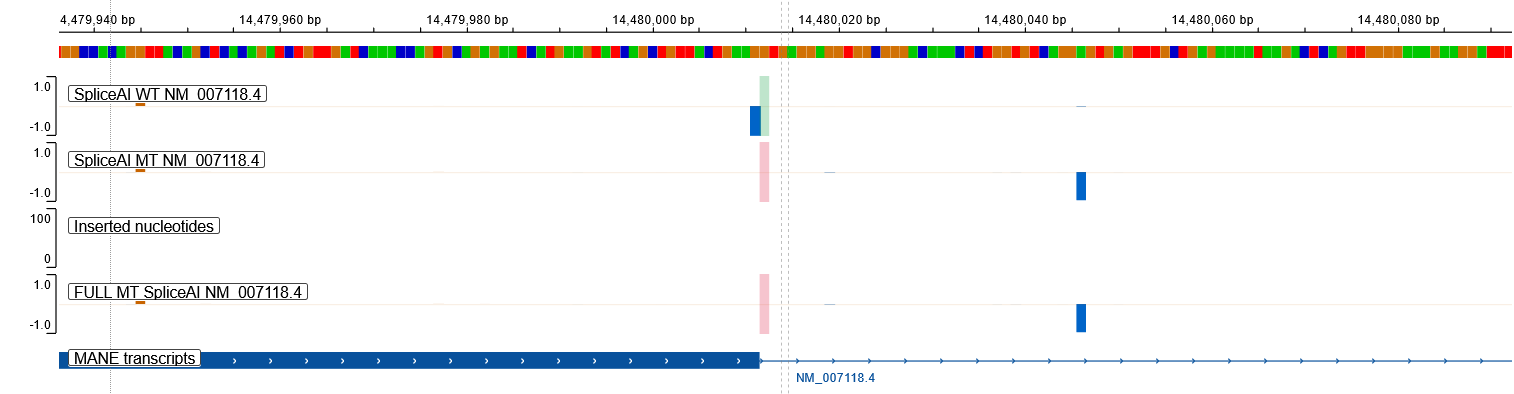 4,479,940 bp 14,479,960 bp 14,479,980 bp 14,480,000 bp 14,480,020 bp 14,480,040 bp 14,480,060 bp 14,480,080 bp
1.0
SpliceAI WT NM_007118.4
-1.0
1.0
SpliceAI MT NM_007118.4
-1.0
100
Inserted nucleotides
0
1.0
FULL MT SpliceAI NM_007118.4
-1.0
MANE transcripts
NM_007118.4